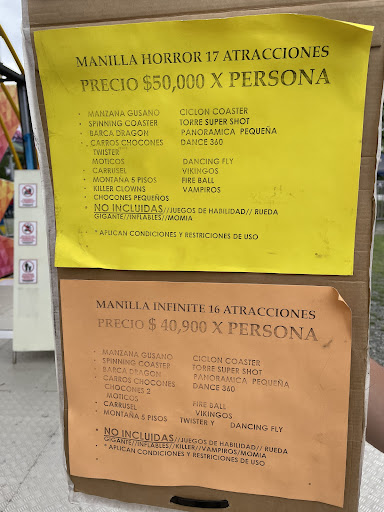 MANILLA HORROR 17 ATRACCIONES
PRECIO $50,000 X PERSONA
· MANZANA GUSANO CICLON COASTER
· SPINNING COASTER TORRE SUPER SHOT
· BARCA DRAGON PANORAMICA PEQUEÑA
· CARROS CHOCONES DANCE 360
TWISTER
MOTICOS DANCING FLY
· CARRUSEL VIKINGOS
· MONTAÑA 5 PISOS FIRE BALL
· KILLER CLOWNS VAMPIROS
· CHOCONES PEQUEÑOS
· NO INCLUIDAS//JUEGOS DE HABILIDAD// RUEDA
GIGANTE//INFLABLES//MOMIA
· * APLICAN CONDICIONES Y RESTRICIONES DE USO
MANILLA INFINITE 16 ATRACCIONES
PRECIO $ 40,900 X PERSONA
· MANZANA GUSANO CICLON COASTER
· SPINNING COASTER TORRE SUPER SHOT
· BARCA DRAGON PANORAMICA PEQUEÑA
· CARROS CHOCONES DANCE 360
CHOCONES 2
MOTICOS FIRE BALL
· CARRUSEL VIKINGOS
· MONTAÑA 5 PISOS TWISTER Y DANCING FLY
· NO INCLUIDAS//JUEGOS DE HABILIDAD// RUEDA
GIGANTE//INFLABLES//KILLER//VAMPIROS/MOMIA
· * APLICAN CONDICIONES Y RESTRICIONES DE USO